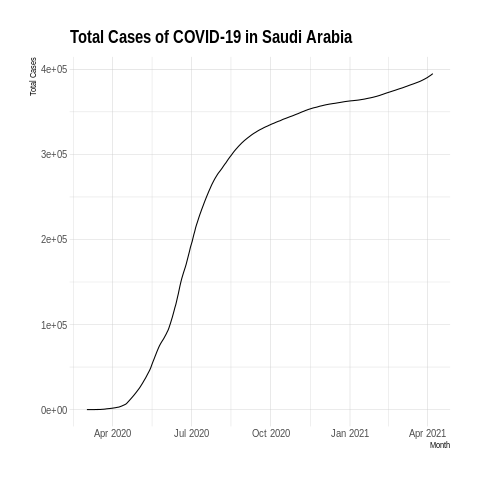 Total Cases of COVID-19 in Saudi Arabia
Total Cases
4e+05
3e+05
2e+05
1e+05
0e+00
Apr 2020
Jul 2020
Oct 2020
Jan 2021
Apr 2021
Month